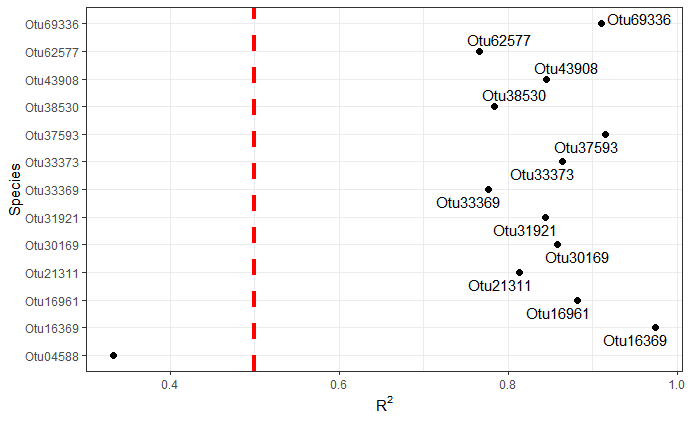 Species
Otu69336
Otu62577
Otu43908
Otu38530
Otu37593
Otu33373
Otu33369
Otu31921
Otu30169
Otu21311
Otu16961
Otu16369
Otu04588
Otu69336
Otu62577
Otu43908
Otu38530
Otu37593
Otu33373
Otu33369
Otu31921
Otu30169
Otu21311
Otu16961
Otu16369
0.4 0.6 0.8 1.0
R²